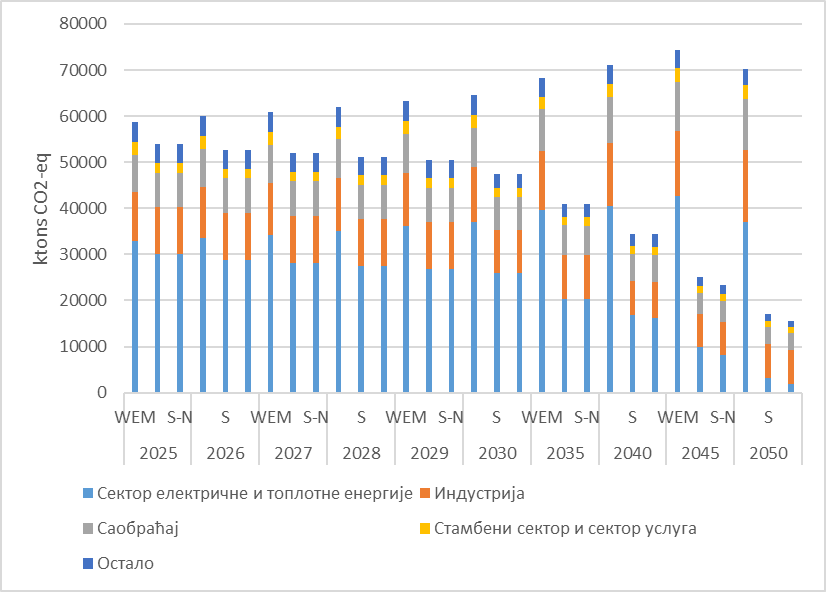 80000
70000
60000
50000
40000
30000
20000
10000
0
ktons CO2-eq
WEM S-N S WEM S-N S WEM S-N S WEM S-N S WEM S-N S
2025 2026 2027 2028 2029 2030 2035 2040 2045 2050
Сектор електричне и топлотне енергије Индустрија
Саобраћај Стамбени сектор и сектор услуга
Остало